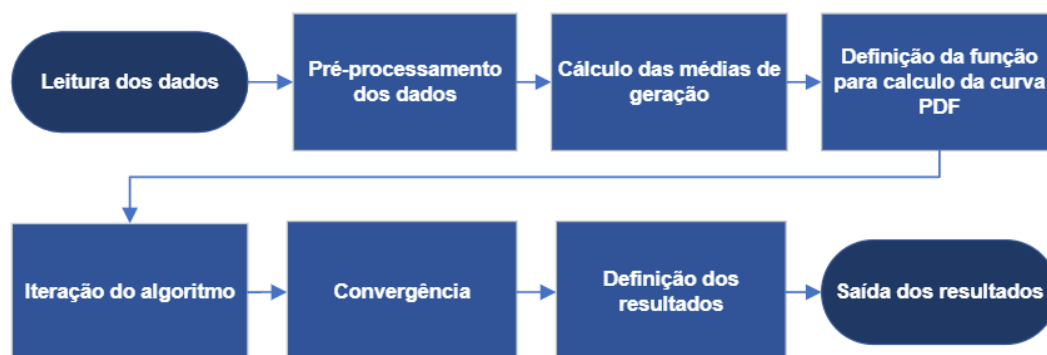 Leitura dos dados
Pré-processamento
dos dados
Cálculo das médias de
geração
Definição da função
para calculo da curva
PDF
Iteração do algoritmo
Convergência
Definição dos
resultados
Saída dos resultados